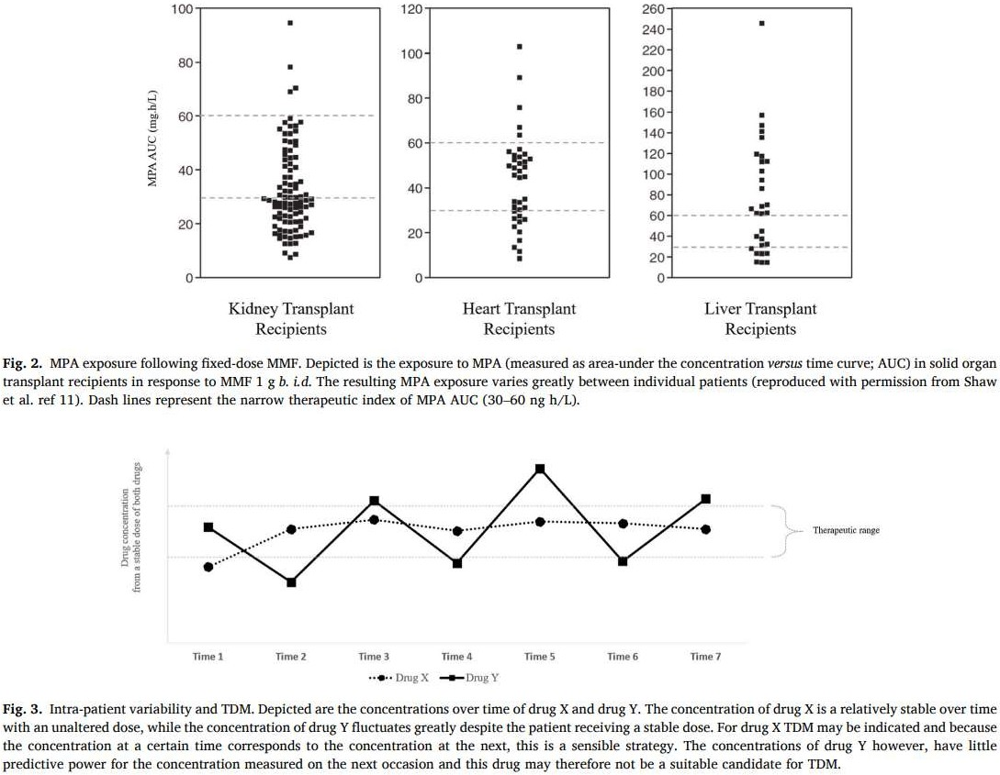 MPA AUC (mg.h/L)
100
80
60
40
20
0
Kidney Transplant
Recipients
120
100
80
60
40
20
0
Heart Transplant
Recipients
260
240
220
200
180
160
140
120
100
80
60
40
20
0
Liver Transplant
Recipients
Fig. 2. MPA exposure following fixed-dose MMF. Depicted is the exposure to MPA (measured as area-under the concentration versus time curve; AUC) in solid organ
transplant recipients in response to MMF 1 g b. i.d. The resulting MPA exposure varies greatly between individual patients (reproduced with permission from Shaw
et al. ref 11). Dash lines represent the narrow therapeutic index of MPA AUC (30–60 ng h/L).
Drug concentration
from a stable dose of both drugs
Therapeutic range
Time 1 Time 2 Time 3 Time 4 Time 5 Time 6 Time 7
Drug X Drug Y
Fig. 3. Intra-patient variability and TDM. Depicted are the concentrations over time of drug X and drug Y. The concentration of drug X is a relatively stable over time
with an unaltered dose, while the concentration of drug Y fluctuates greatly despite the patient receiving a stable dose. For drug X TDM may be indicated and because
the concentration at a certain time corresponds to the concentration at the next, this is a sensible strategy. The concentrations of drug Y however, have little
predictive power for the concentration measured on the next occasion and this drug may therefore not be a suitable candidate for TDM.